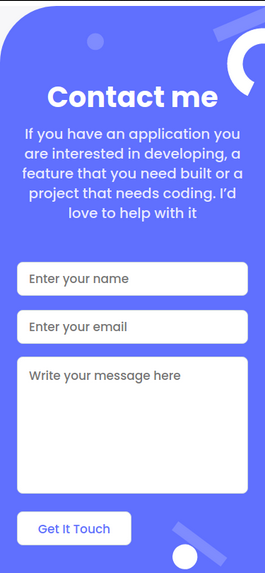 Contact me
If you have an application you
are interested in developing, a
feature that you need built or a
project that needs coding. I’d
love to help with it
Enter your name
Enter your email
Write your message here
Get It Touch